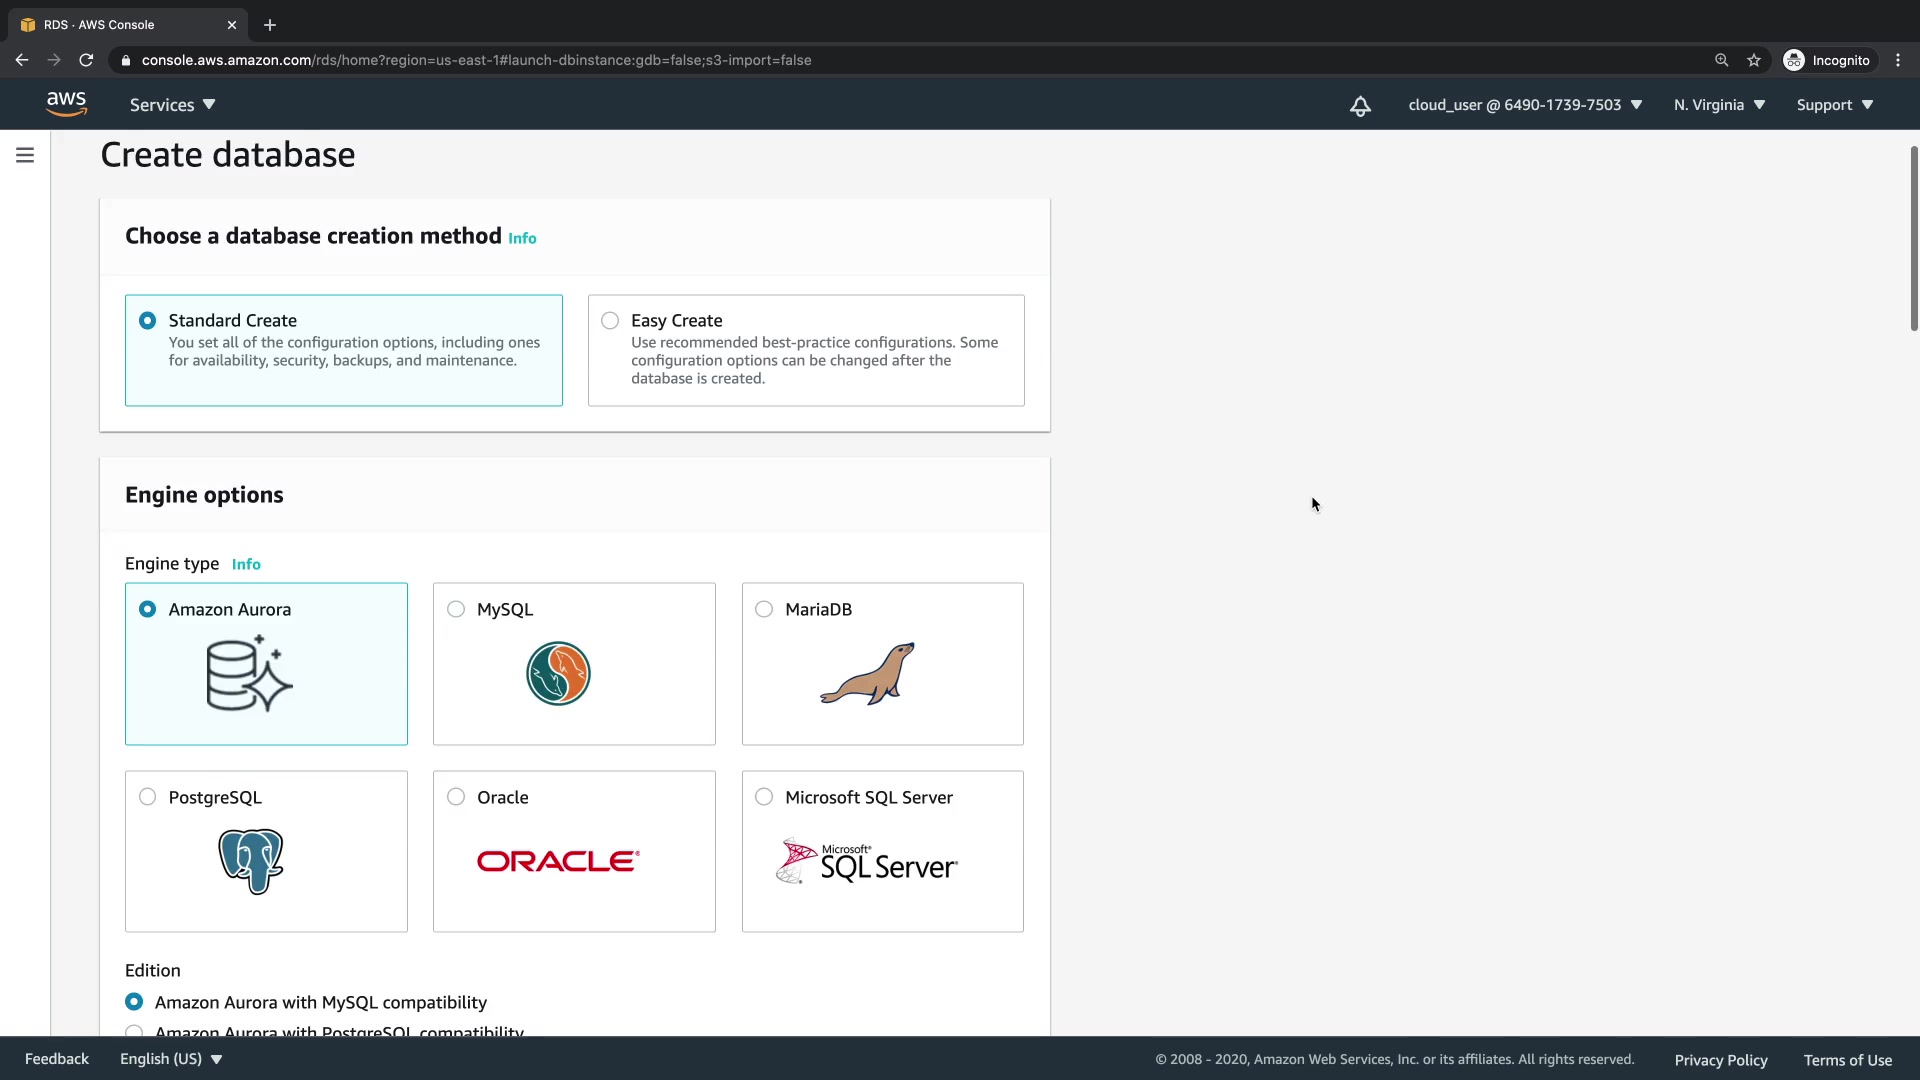 RDS · AWS Console
console.aws.amazon.com/rds/home?region=us-east-1#launch-dbinstance:gdb=false;s3-import=false
Incognito
aws
Services
cloud_user @ 6490-1739-7503
N. Virginia
Support
Create database
Choose a database creation method Info
Standard Create
You set all of the configuration options, including ones
for availability, security, backups, and maintenance.
Easy Create
Use recommended best-practice configurations. Some
configuration options can be changed after the
database is created.
Engine options
Engine type Info
Amazon Aurora
MySQL
MariaDB
PostgreSQL
Oracle
Microsoft SQL Server
ORACLE
Microsoft
SQL Server
Edition
Amazon Aurora with MySQL compatibility
Amazon Aurora with PostgreSQL compatibility
Feedback
English (US)
© 2008 - 2020, Amazon Web Services, Inc. or its affiliates. All rights reserved.
Privacy Policy
Terms of Use